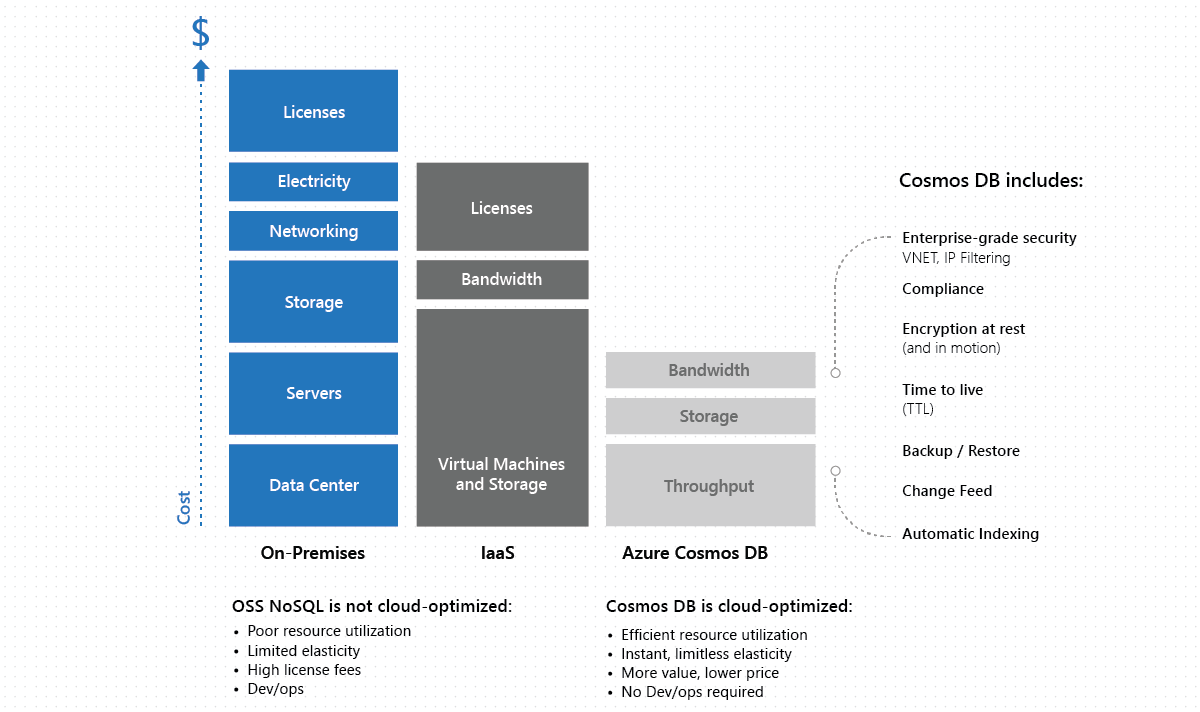 $
Cost
Licenses
Electricity
Networking
Storage
Servers
Data Center
On-Premises
Licenses
Bandwidth
Virtual Machines
and Storage
IaaS
Bandwidth
Storage
Throughput
Azure Cosmos DB
Cosmos DB includes:
Enterprise-grade security
VNET, IP Filtering
Compliance
Encryption at rest
(and in motion)
Time to live
(TTL)
Backup / Restore
Change Feed
Automatic Indexing
OSS NoSQL is not cloud-optimized:
• Poor resource utilization
• Limited elasticity
• High license fees
• Dev/ops
Cosmos DB is cloud-optimized:
• Efficient resource utilization
• Instant, limitless elasticity
• More value, lower price
• No Dev/ops required